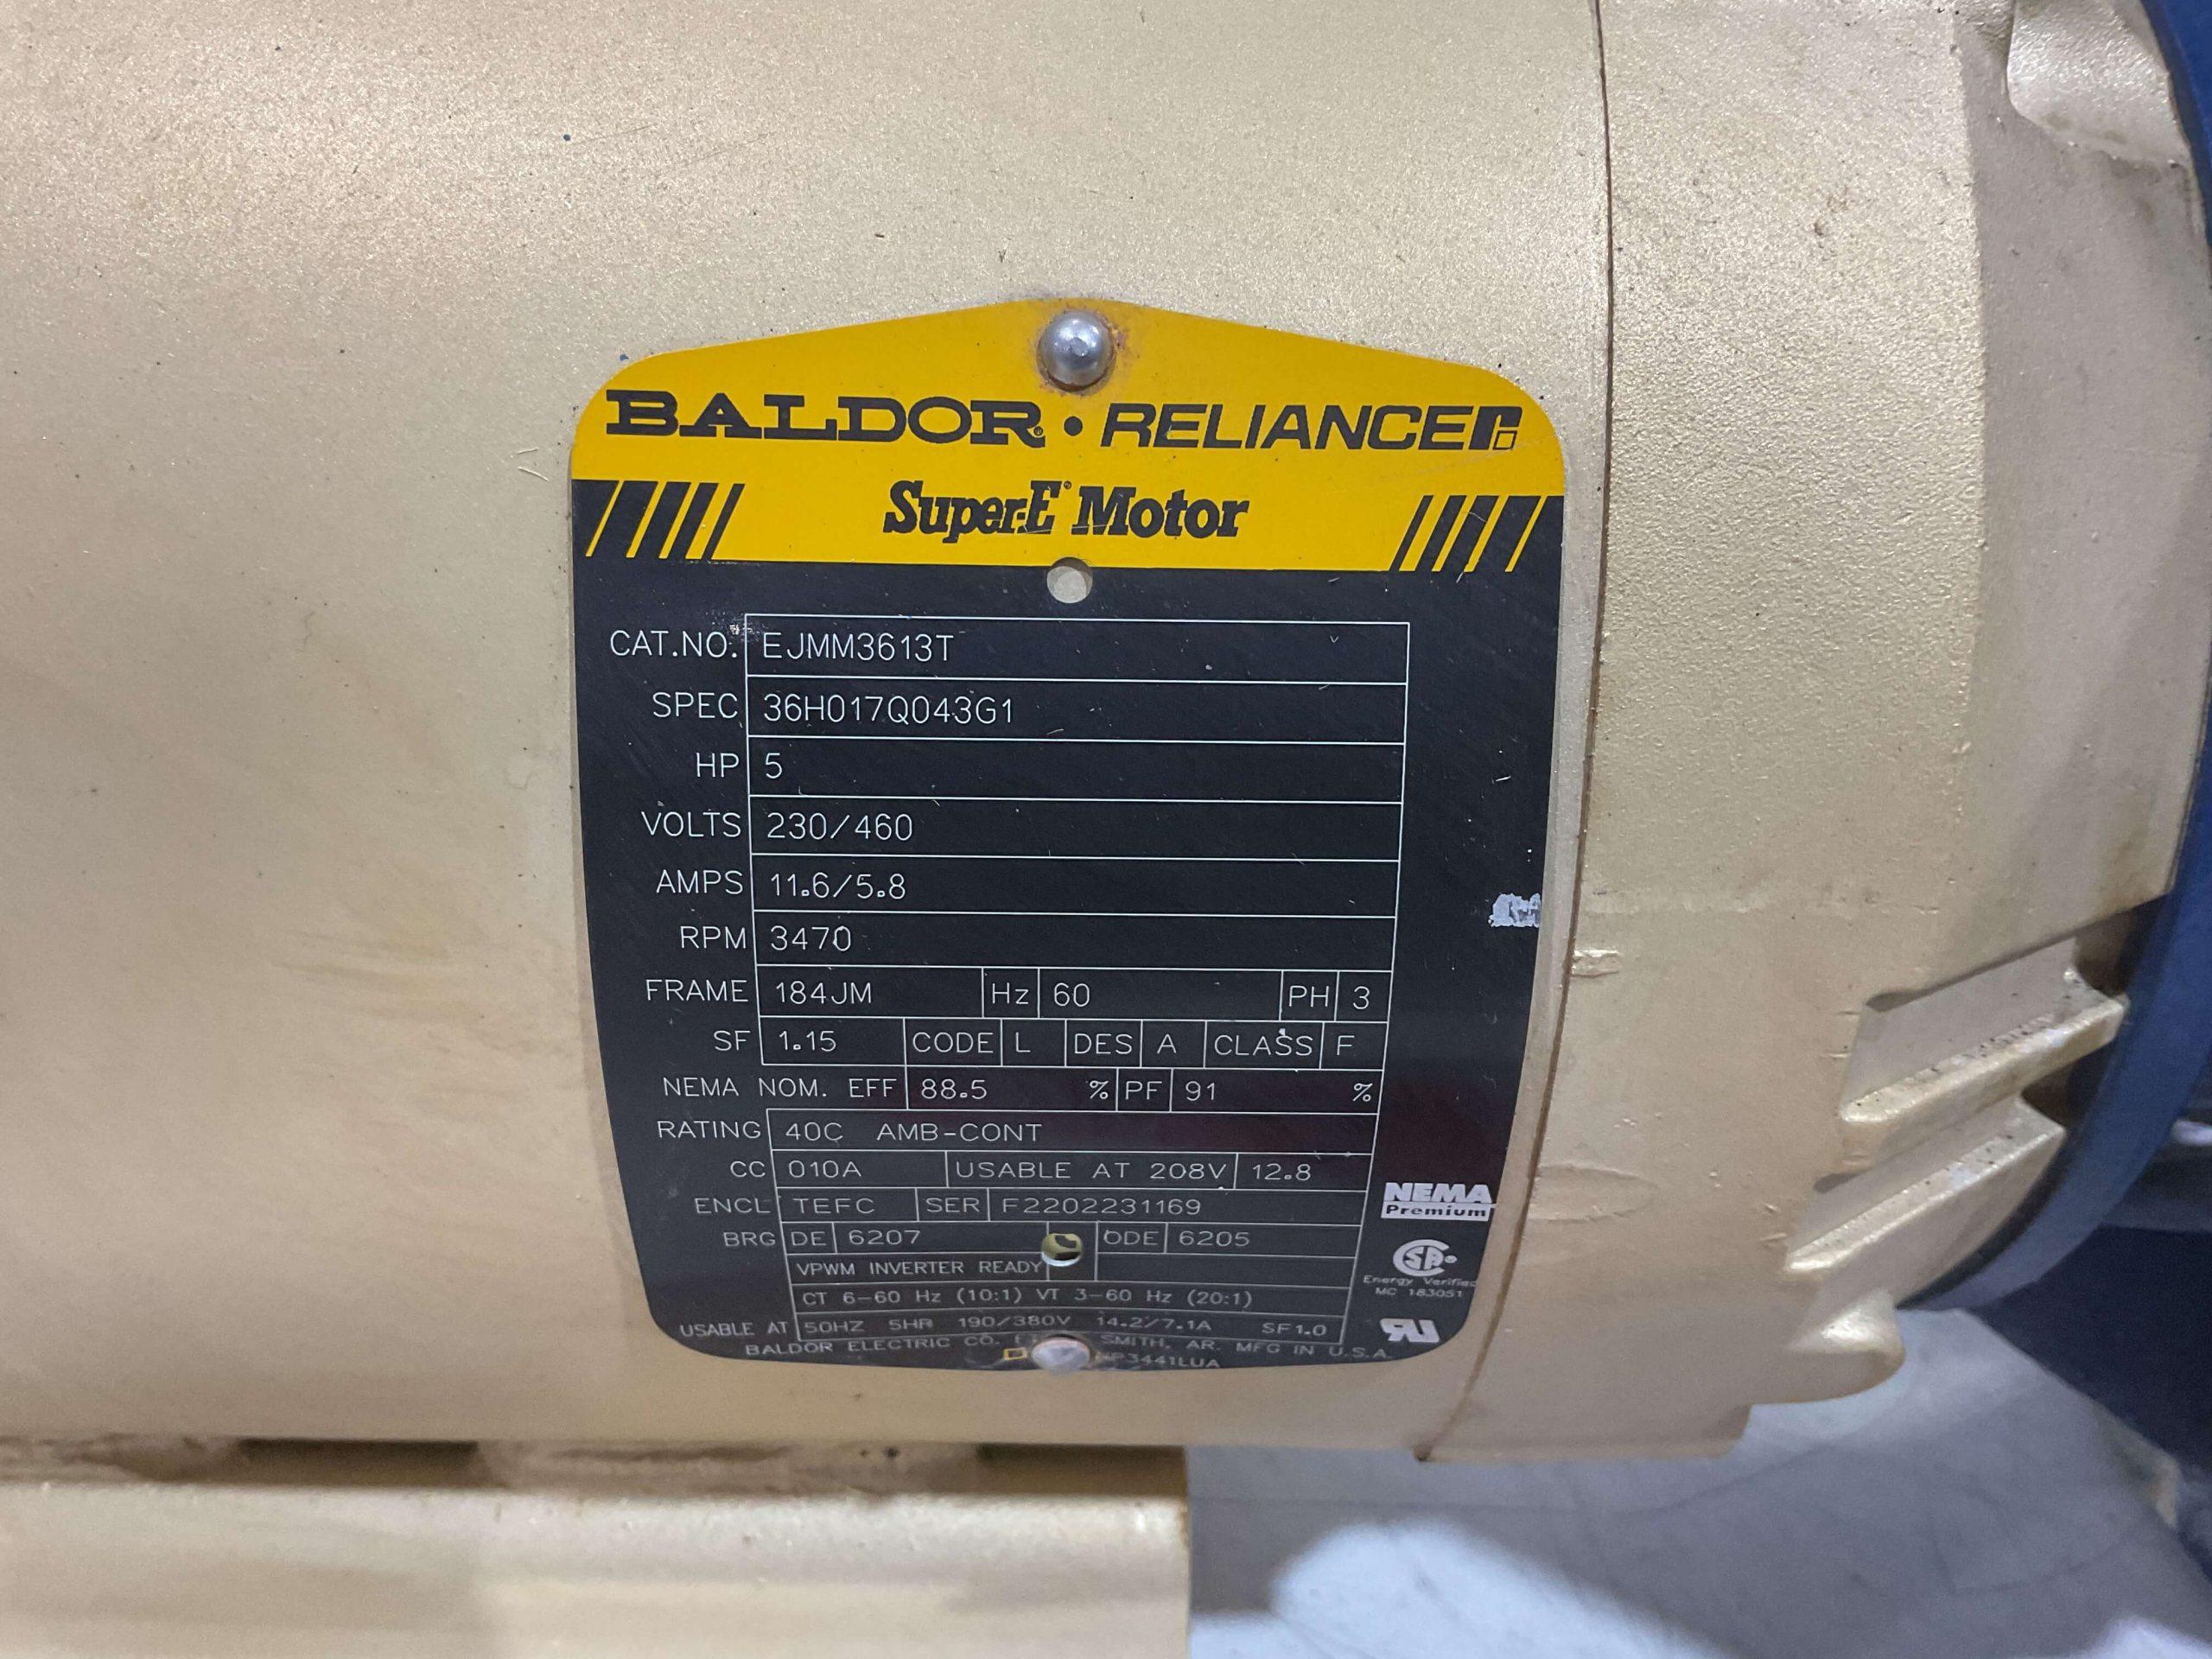 BALDOR • RELIANCE
Super-E® Motor
CAT.NO. EJMM3613T
SPEC 36H017Q043G1
HP 5
VOLTS 230/460
AMPS 11.6/5.8
RPM 3470
FRAME 184JM Hz 60 PH 3
SF 1.15 CODE L DES A CLASS F
NEMA NOM. EFF 88.5 % PF 91 %
RATING 40C AMB-CONT
CC 010A USABLE AT 208V 12.8
ENCL TEFC SER F2202231169
BRG DE 6207 ODE 6205
VPWM INVERTER READY
CT 6-60 Hz (10:1) VT 3-60 Hz (20:1)
USABLE AT 50HZ 5HP 190/380V 14.2/7.1A SF1.0
BALDOR ELECTRIC CO. SMITH, AR. MFG IN U.S.A.
NP3441LUA
NEMA
Premium
Energy Verified
MC 183051